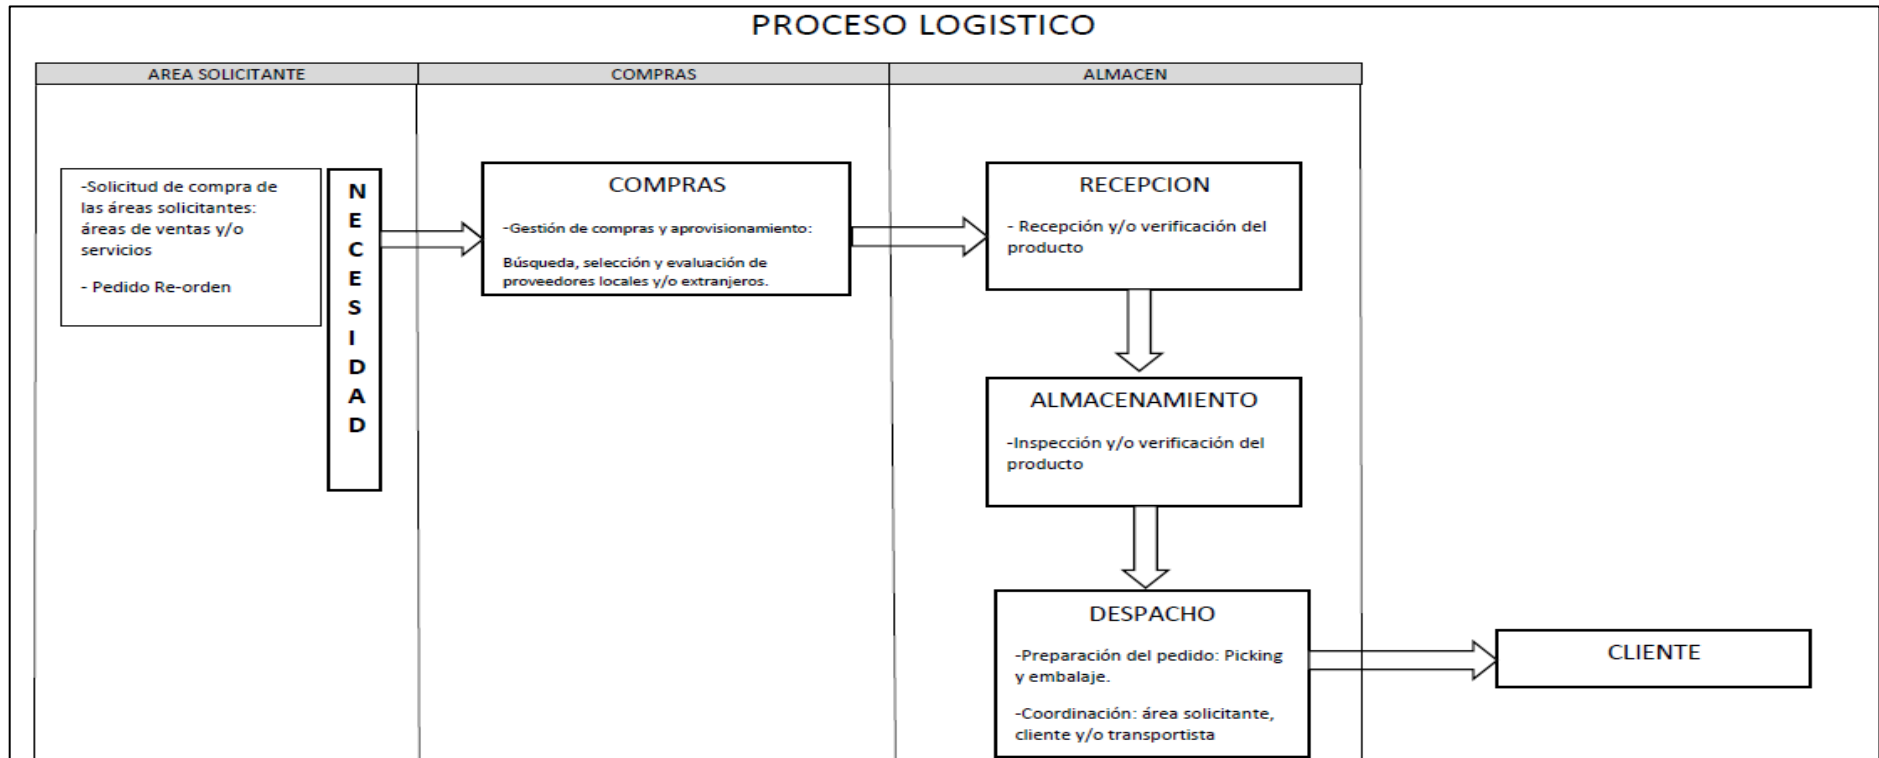 PROCESO LOGISTICO
AREA SOLICITANTE
COMPRAS
ALMACEN
-Solicitud de compra de
las áreas solicitantes:
áreas de ventas y/o
servicios
- Pedido Re-orden
N
E
C
E
S
I
D
A
D
COMPRAS
-Gestión de compras y aprovisionamiento:
Búsqueda, selección y evaluación de
proveedores locales y/o extranjeros.
RECEPCION
- Recepción y/o verificación del
producto
ALMACENAMIENTO
-Inspección y/o verificación del
producto
DESPACHO
-Preparación del pedido: Picking
y embalaje.
-Coordinación: área solicitante,
cliente y/o transportista
CLIENTE